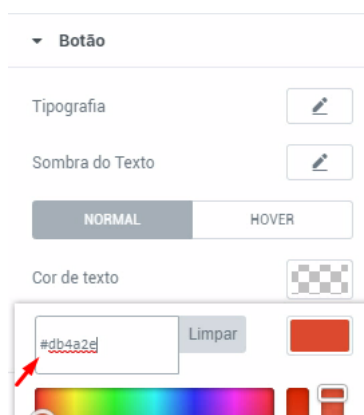 Botão
Tipografia
Sombra do Texto
NORMAL HOVER
Cor de texto
#db4a2e Limpar